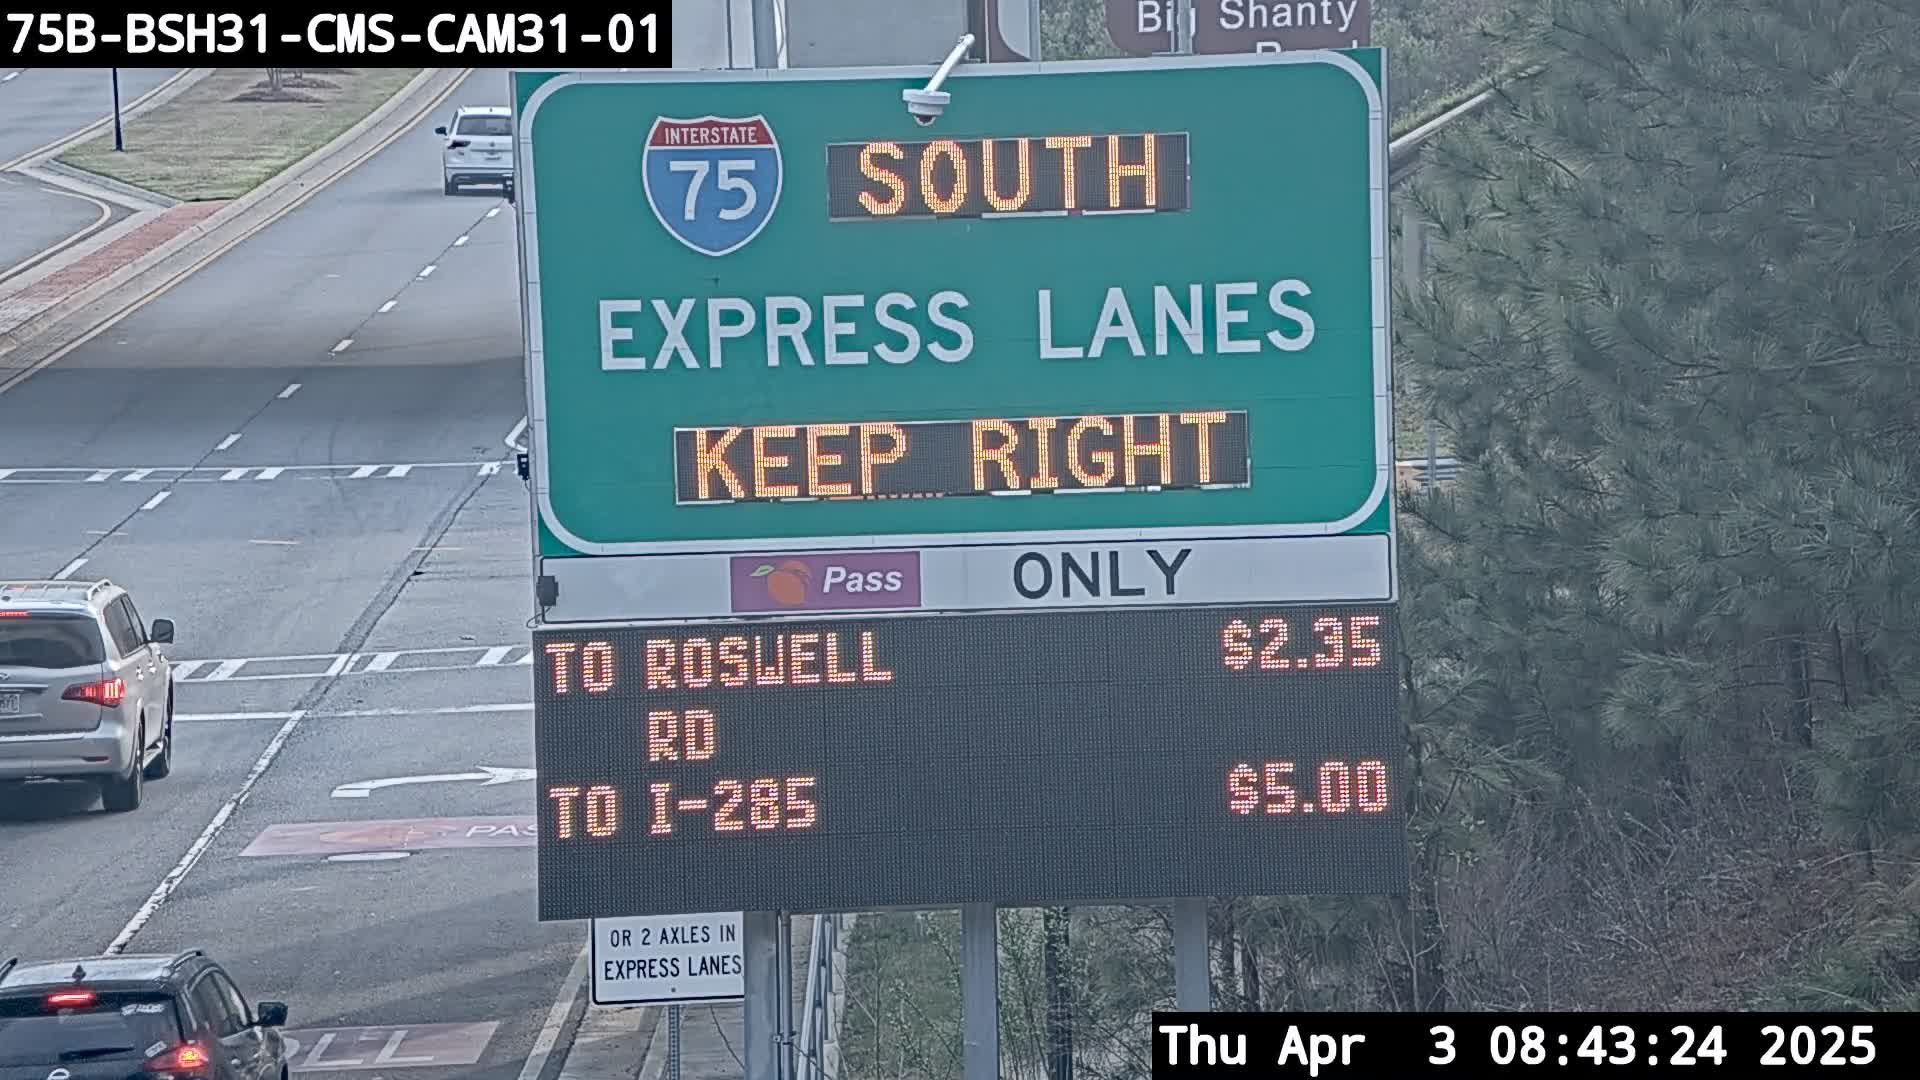 75B-BSH31-CMS-CAM31-01
Big Shanty
Road
INTERSTATE
75
SOUTH
EXPRESS LANES
KEEP RIGHT
Pass
ONLY
TO ROSWELL $2.35
RD
TO I-285 $5.00
OR 2 AXLES IN
EXPRESS LANES
Thu Apr 3 08:43:24 2025